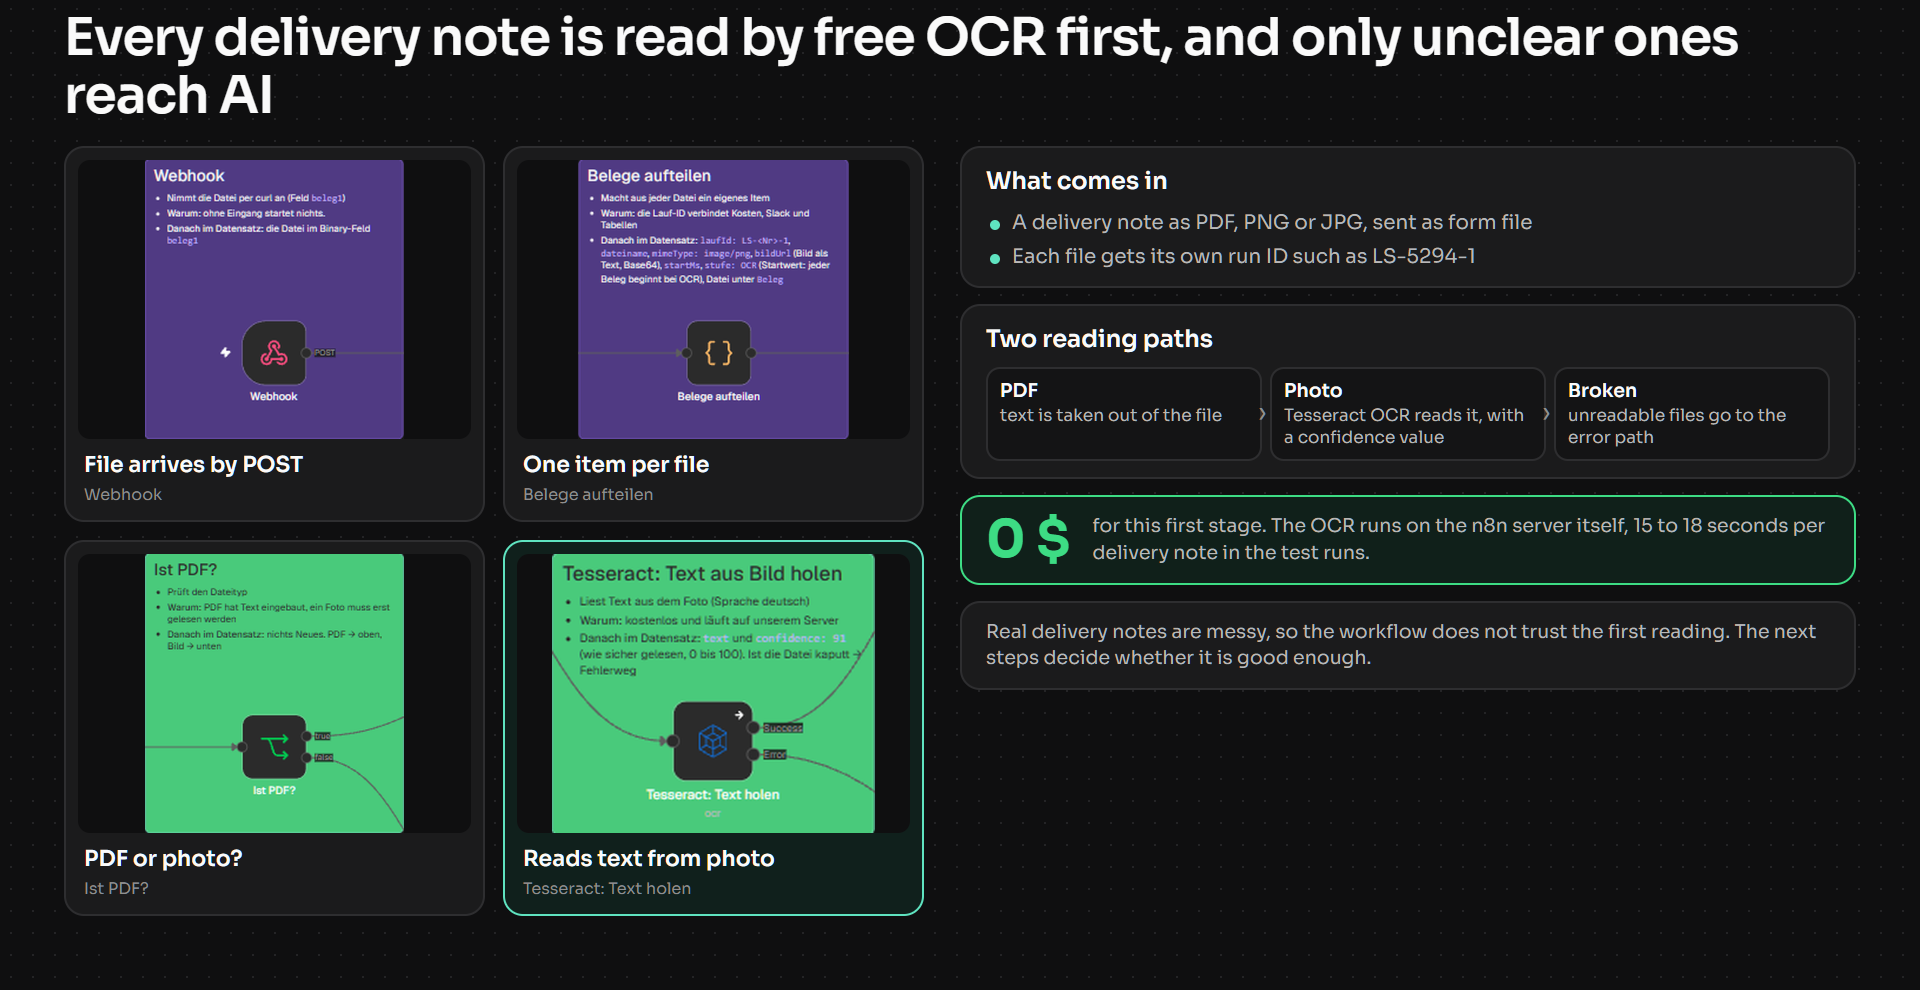 Every delivery note is read by free OCR first, and only unclear ones
reach AI
Webhook
• Nimmt die Datei per curl an (Feld beleg1)
• Warum: ohne Eingang startet nichts.
• Danach im Datensatz: die Datei im Binary-Feld
beleg1
POST
Webhook
File arrives by POST
Webhook
Belege aufteilen
• Macht aus jeder Datei ein eigenes Item
• Warum: die Lauf-ID verbindet Kosten, Slack und
Tabellen
• Danach im Datensatz: laufId: LS-<Nr>-1,
dateiname, mimeType: image/png, bildUrl (Bild als
Text, Base64), startMs, stufe: OCR (Startwert: jeder
Beleg beginnt bei OCR), Datei unter Beleg
{ }
Belege aufteilen
One item per file
Belege aufteilen
Ist PDF?
• Prüft den Dateityp
• Warum: PDF hat Text eingebaut, ein Foto muss erst
gelesen werden
• Danach im Datensatz: nichts Neues. PDF → oben,
Bild → unten
true
false
Ist PDF?
PDF or photo?
Ist PDF?
Tesseract: Text aus Bild holen
• Liest Text aus dem Foto (Sprache deutsch)
• Warum: kostenlos und läuft auf unserem Server
• Danach im Datensatz: text und confidence: 91
(wie sicher gelesen, 0 bis 100). Ist die Datei kaputt →
Fehlerweg
Success
Error
Tesseract: Text holen
ocr
Reads text from photo
Tesseract: Text holen
What comes in
• A delivery note as PDF, PNG or JPG, sent as form file
• Each file gets its own run ID such as LS-5294-1
Two reading paths
PDF
text is taken out of the file
Photo
Tesseract OCR reads it, with
a confidence value
Broken
unreadable files go to the
error path
0 $
for this first stage. The OCR runs on the n8n server itself, 15 to 18 seconds per
delivery note in the test runs.
Real delivery notes are messy, so the workflow does not trust the first reading. The next
steps decide whether it is good enough.